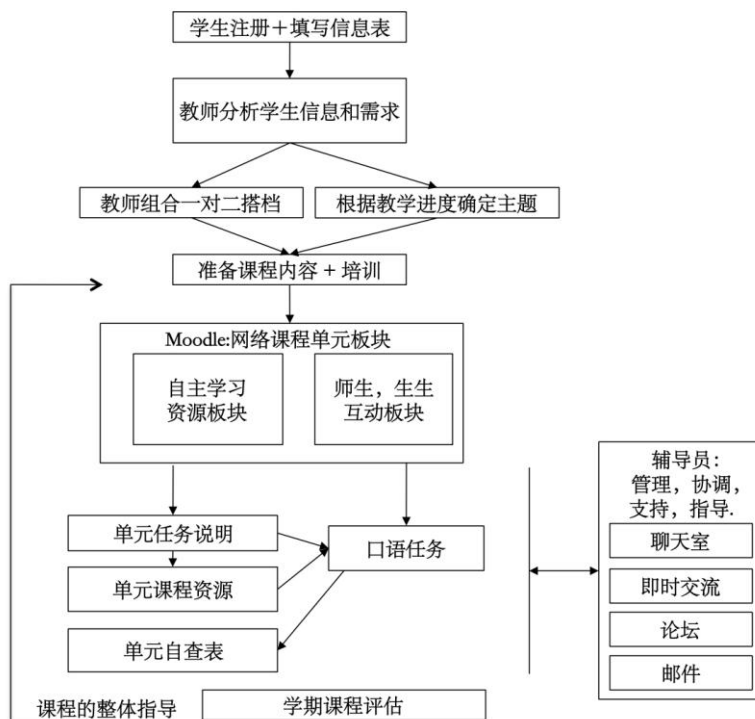 学生注册＋填写信息表
教师分析学生信息和需求
教师组合一对二搭档
根据教学进度确定主题
准备课程内容 + 培训
Moodle:网络课程单元板块
自主学习
资源板块
师生，生生
互动板块
单元任务说明
口语任务
单元课程资源
单元自查表
辅导员：
管理，协调，
支持，指导.
聊天室
即时交流
论坛
邮件
课程的整体指导
学期课程评估